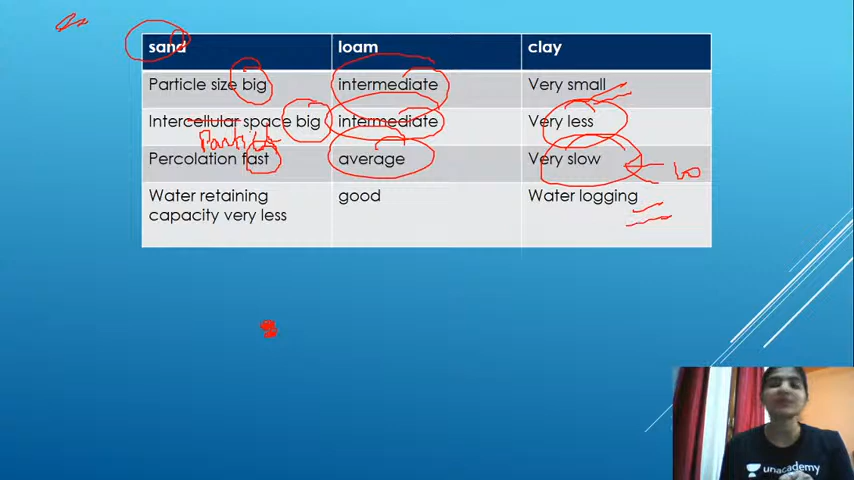 sand loam clay
Particle size big intermediate Very small
Intercellular space big intermediate Very less
Particle
Percolation fast average Very slow
Water retaining good Water logging
capacity very less
unacademy